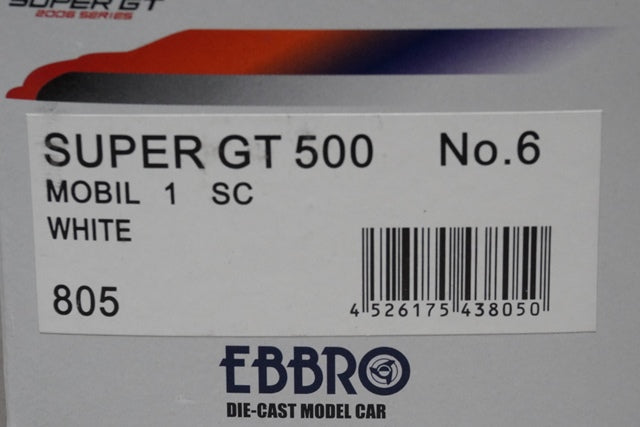 SUPER GT
2006 SERIES
SUPER GT 500 No.6
MOBIL 1 SC
WHITE
805
4 526175 438050
EBBRO
DIE-CAST MODEL CAR